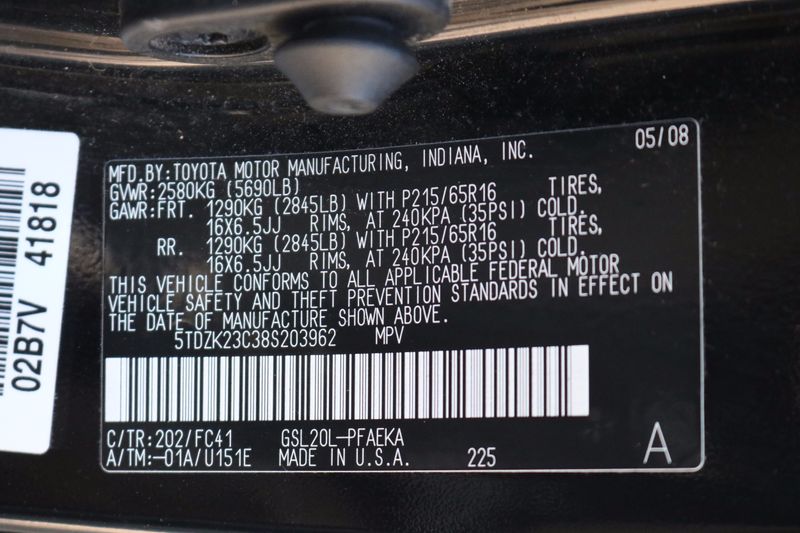 05/08
MFD.BY:TOYOTA MOTOR MANUFACTURING, INDIANA, INC.
GVWR:2580KG (5690LB)
GAWR:FRT. 1290KG (2845LB) WITH P215/65R16 TIRES,
16X6.5JJ RIMS, AT 240KPA (35PSI) COLD.
RR. 1290KG (2845LB) WITH P215/65R16 TIRES,
16X6.5JJ RIMS, AT 240KPA (35PSI) COLD.
THIS VEHICLE CONFORMS TO ALL APPLICABLE FEDERAL MOTOR
VEHICLE SAFETY AND THEFT PREVENTION STANDARDS IN EFFECT ON
THE DATE OF MANUFACTURE SHOWN ABOVE.
5TDZK23C38S203962 MPV
C/TR:202/FC41 GSL20L-PFAEKA
A/TM:-01A/U151E MADE IN U.S.A. 225 A
02B7V 41818